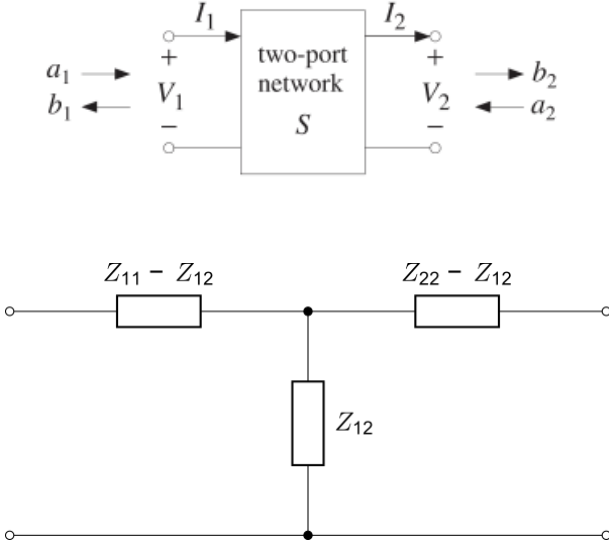 I₁ I₂
+ two-port +
a₁ network b₂
b₁ V₁ S V₂ a₂
− −
Z₁₁ − Z₁₂ Z₂₂ − Z₁₂
Z₁₂